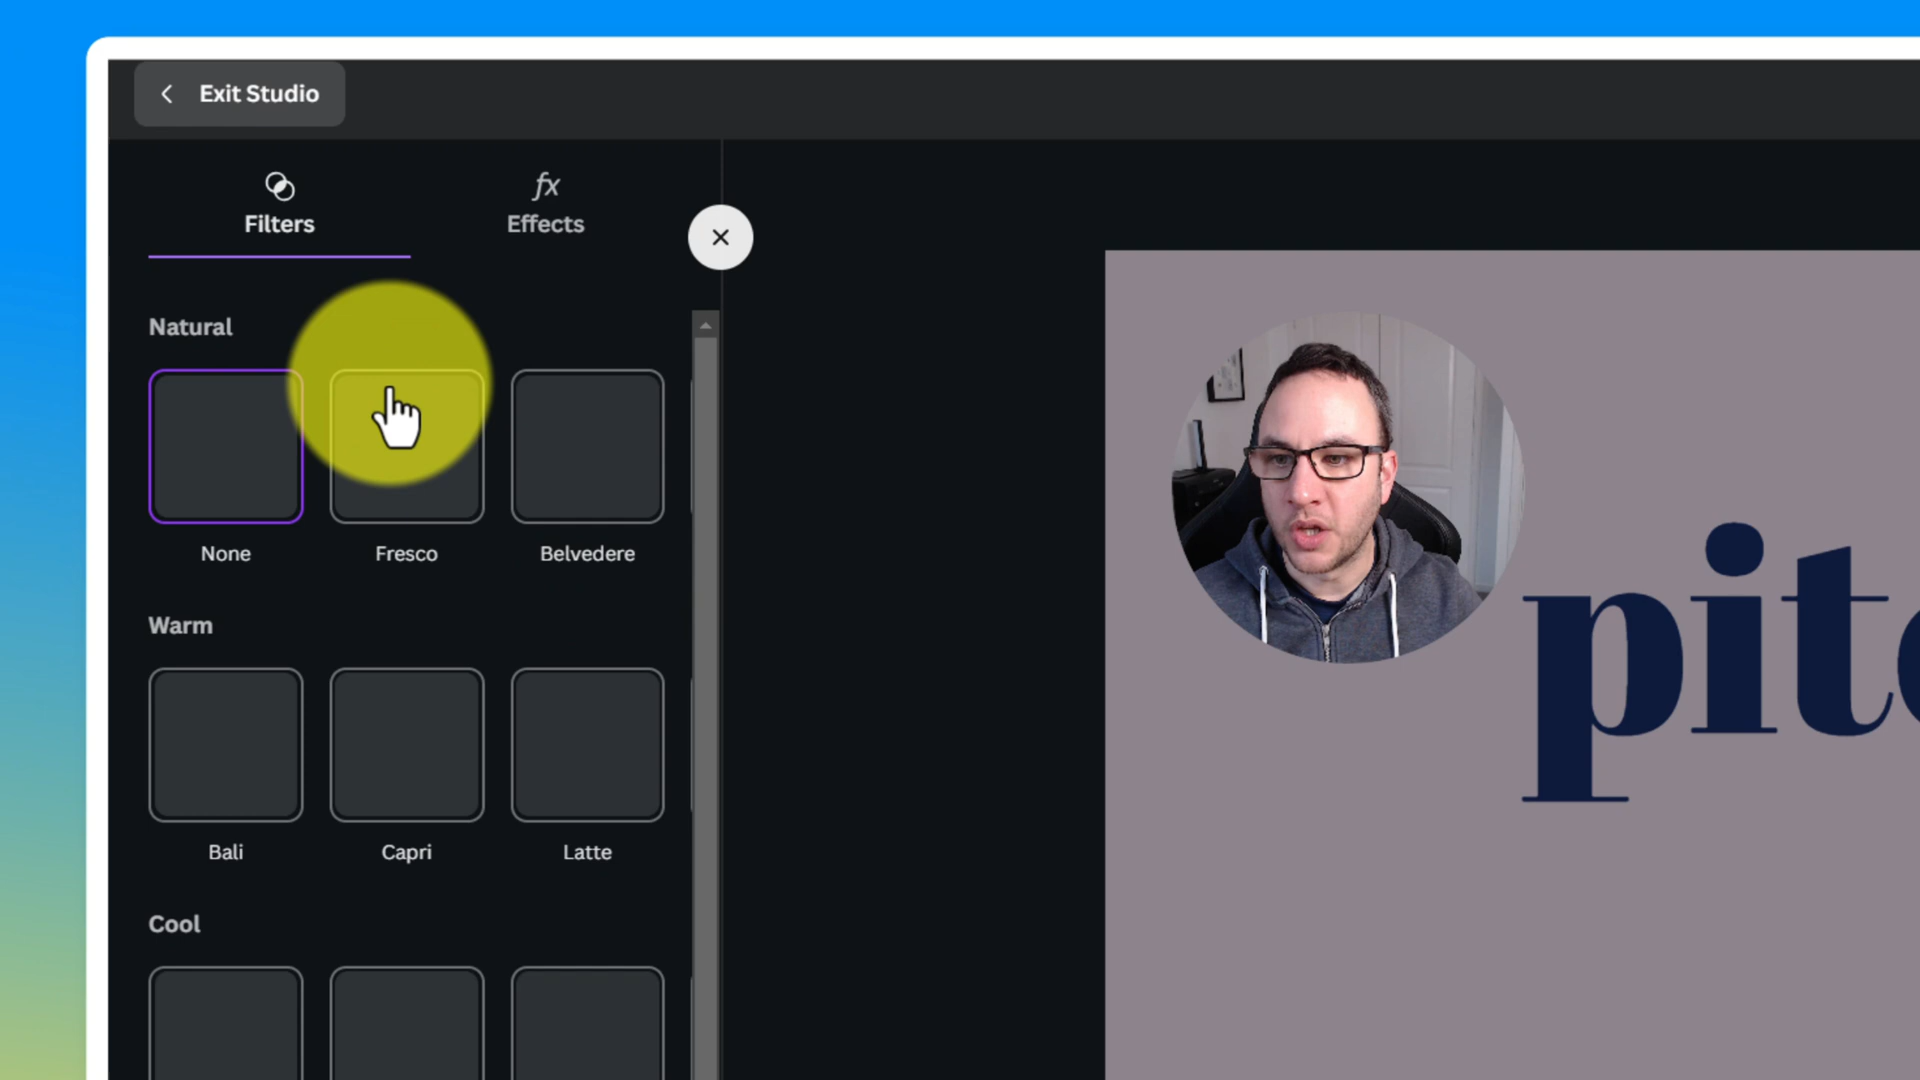 Exit Studio
Filters
fx
Effects
Natural
None
Fresco
Belvedere
Warm
Bali
Capri
Latte
Cool
pit